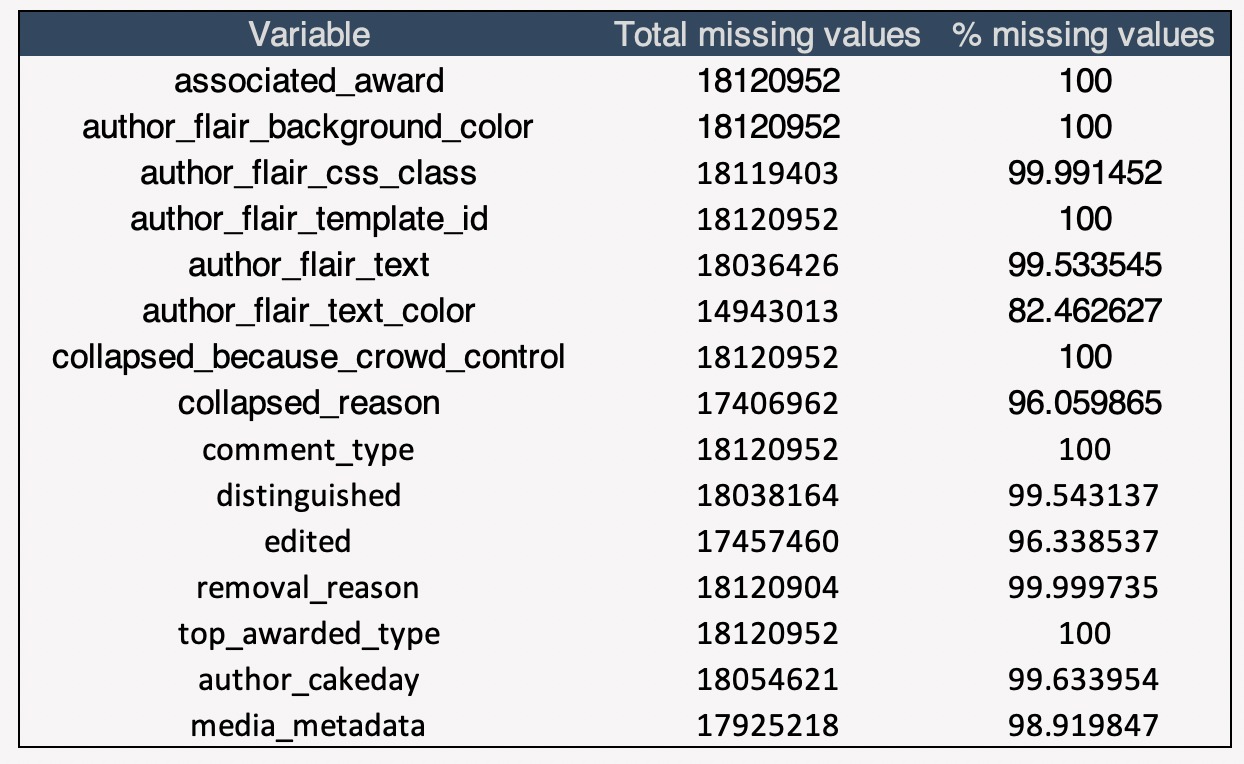 Variable Total missing values % missing values
associated_award 18120952 100
author_flair_background_color 18120952 100
author_flair_css_class 18119403 99.991452
author_flair_template_id 18120952 100
author_flair_text 18036426 99.533545
author_flair_text_color 14943013 82.462627
collapsed_because_crowd_control 18120952 100
collapsed_reason 17406962 96.059865
comment_type 18120952 100
distinguished 18038164 99.543137
edited 17457460 96.338537
removal_reason 18120904 99.999735
top_awarded_type 18120952 100
author_cakeday 18054621 99.633954
media_metadata 17925218 98.919847